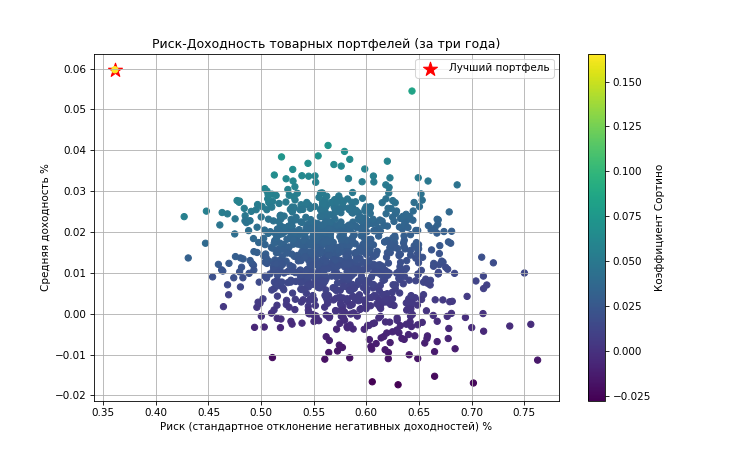 Риск-Доходность товарных портфелей (за три года)
Лучший портфель
Средняя доходность %
0.06
0.05
0.04
0.03
0.02
0.01
0.00
−0.01
−0.02
0.35 0.40 0.45 0.50 0.55 0.60 0.65 0.70 0.75
Риск (стандартное отклонение негативных доходностей) %
0.150
0.125
0.100
0.075
0.050
0.025
0.000
−0.025
Коэффициент Сортино